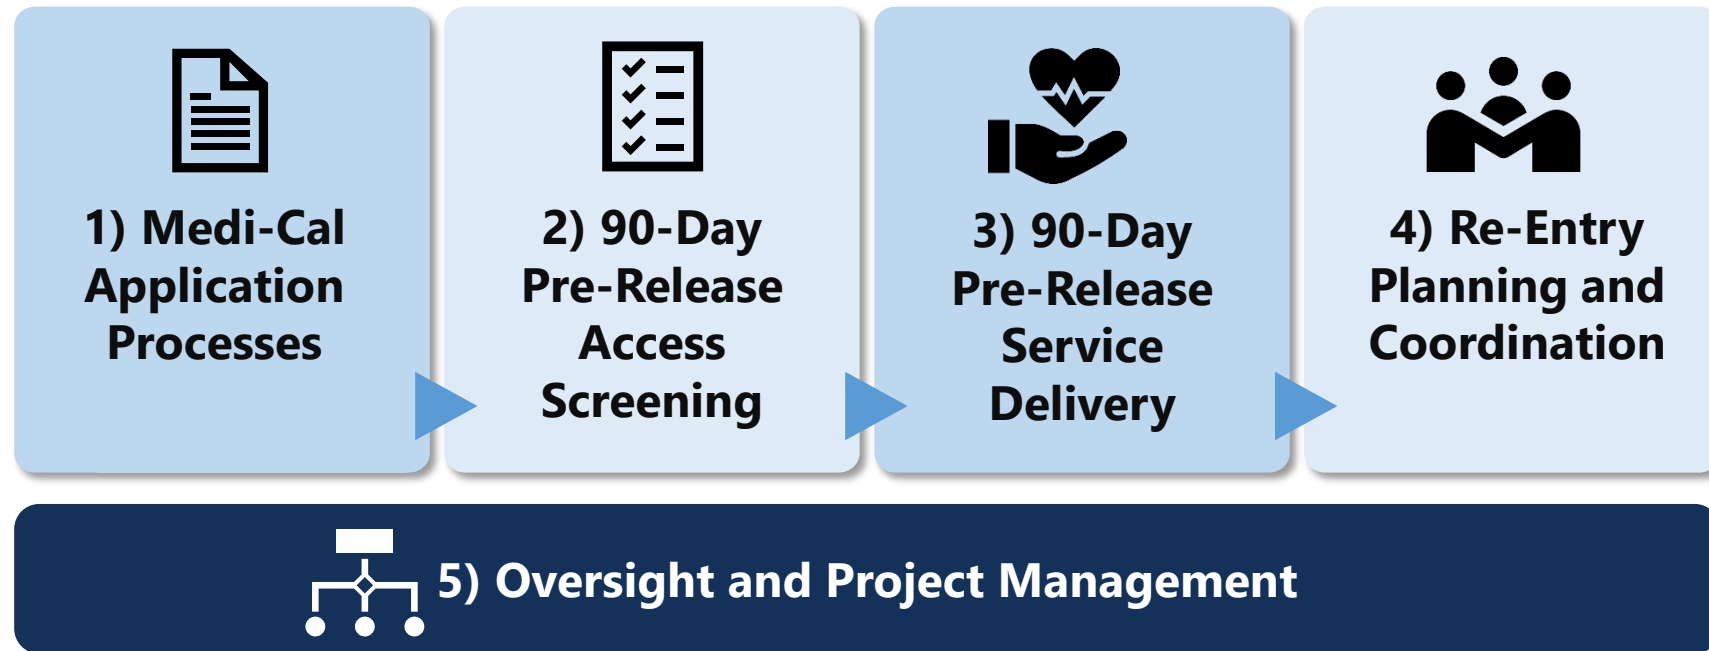 1) Medi-Cal
Application
Processes
2) 90-Day
Pre-Release
Access
Screening
3) 90-Day
Pre-Release
Service
Delivery
4) Re-Entry
Planning and
Coordination
5) Oversight and Project Management